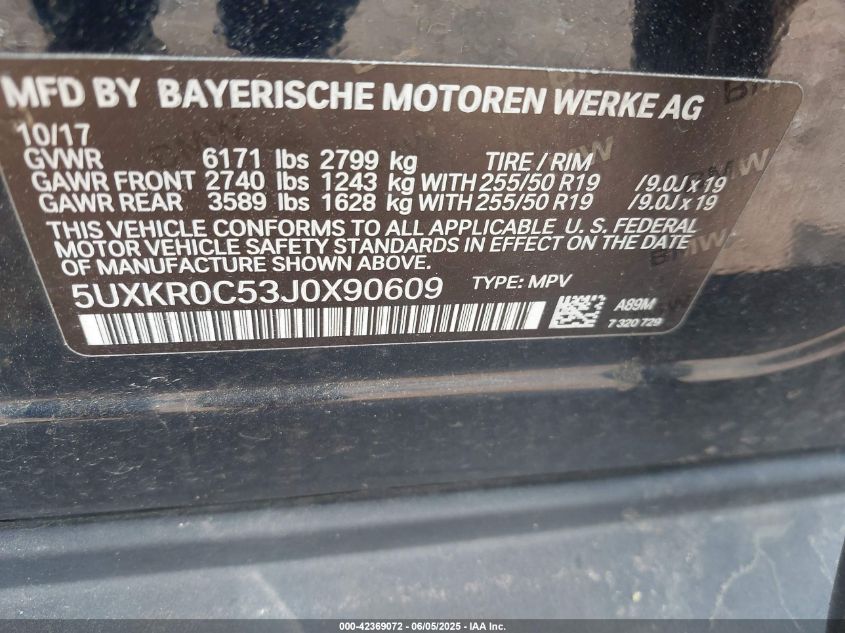 MFD BY BAYERISCHE MOTOREN WERKE AG
10/17
GVWR 6171 lbs 2799 kg TIRE / RIM
GAWR FRONT 2740 lbs 1243 kg WITH 255/50 R19 /9.0J x 19
GAWR REAR 3589 lbs 1628 kg WITH 255/50 R19 /9.0J x 19
THIS VEHICLE CONFORMS TO ALL APPLICABLE U. S. FEDERAL
MOTOR VEHICLE SAFETY STANDARDS IN EFFECT ON THE DATE
OF MANUFACTURE SHOWN ABOVE.
5UXKR0C53J0X90609 TYPE: MPV
A89M
7 320 729
BMW
BMW
BMW
000-42369072 - 06/05/2025 - IAA Inc.